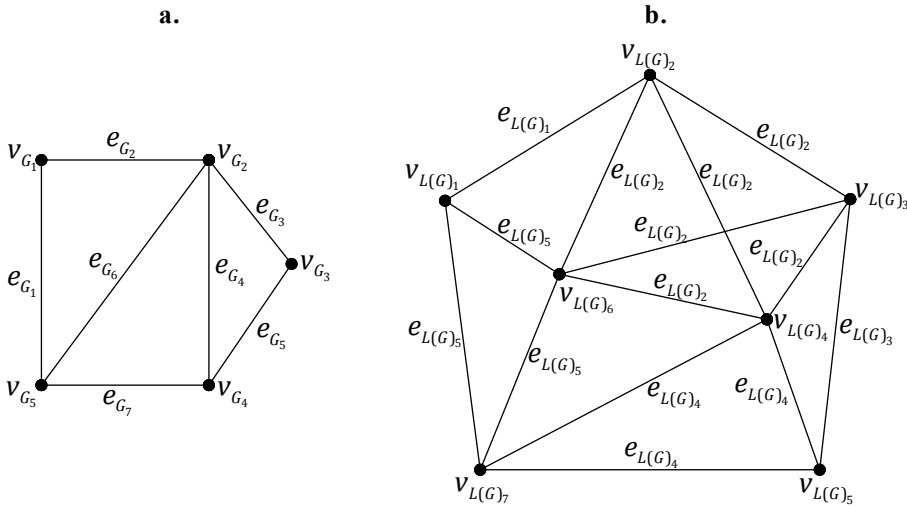 a.
b.
v_{G_1}
e_{G_2}
v_{G_2}
e_{G_3}
v_{G_3}
e_{G_1}
e_{G_6}
e_{G_4}
e_{G_5}
v_{G_5}
e_{G_7}
v_{G_4}
v_{L(G)_2}
e_{L(G)_1}
e_{L(G)_2}
v_{L(G)_1}
e_{L(G)_2}
e_{L(G)_2}
v_{L(G)_3}
e_{L(G)_5}
e_{L(G)_2}
e_{L(G)_2}
v_{L(G)_6}
e_{L(G)_2}
v_{L(G)_4}
e_{L(G)_5}
e_{L(G)_3}
e_{L(G)_5}
e_{L(G)_4}
e_{L(G)_4}
e_{L(G)_4}
v_{L(G)_7}
v_{L(G)_5}